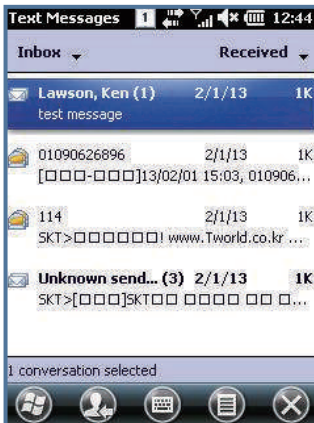 Text Messages 1 12:44
Inbox Received
Lawson, Ken (1) 2/1/13 1K
test message
01090626896 2/1/13 1K
[□□□-□□□]13/02/01 15:03, 010906...
114 2/1/13 1K
SKT>□□□□□□! www.Tworld.co.kr ...
Unknown send... (3) 2/1/13 1K
SKT>[□□□]SKT□□ □□□□ □□ □...
1 conversation selected